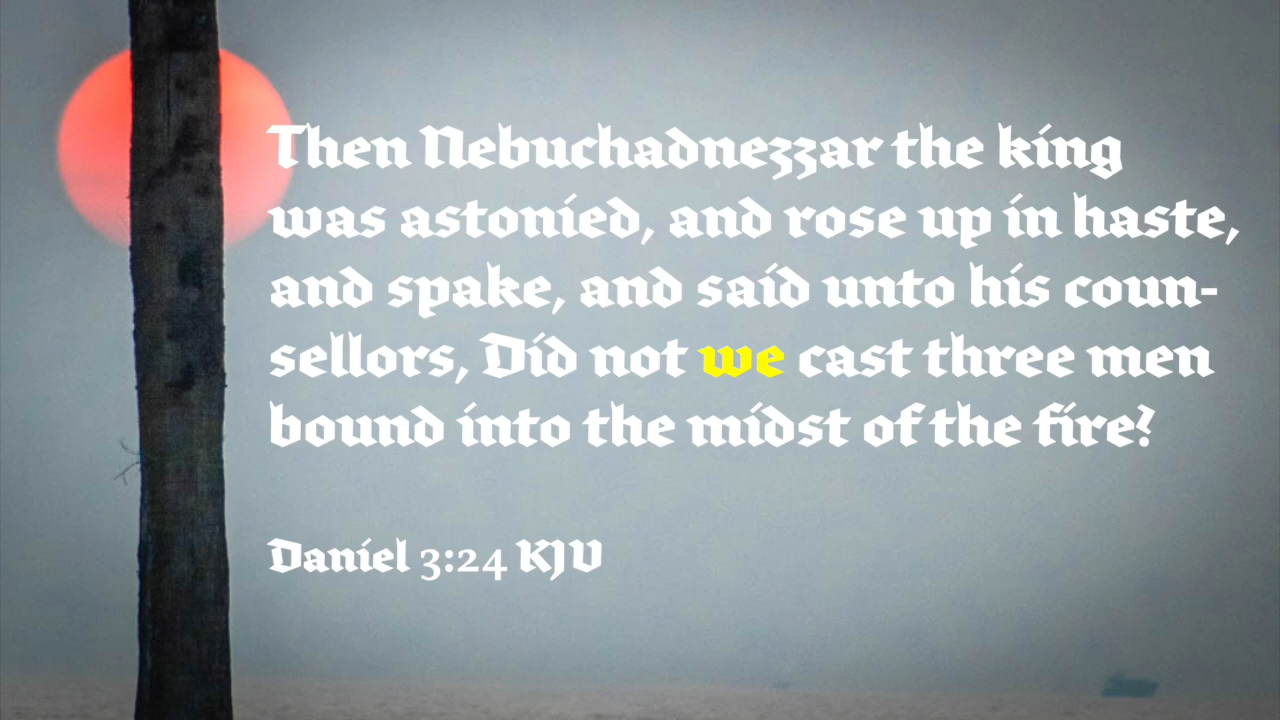 Then Nebuchadnezzar the king
was astonied, and rose up in haste,
and spake, and said unto his coun-
sellors, Did not we cast three men
bound into the midst of the fire?
Daniel 3:24 KJV